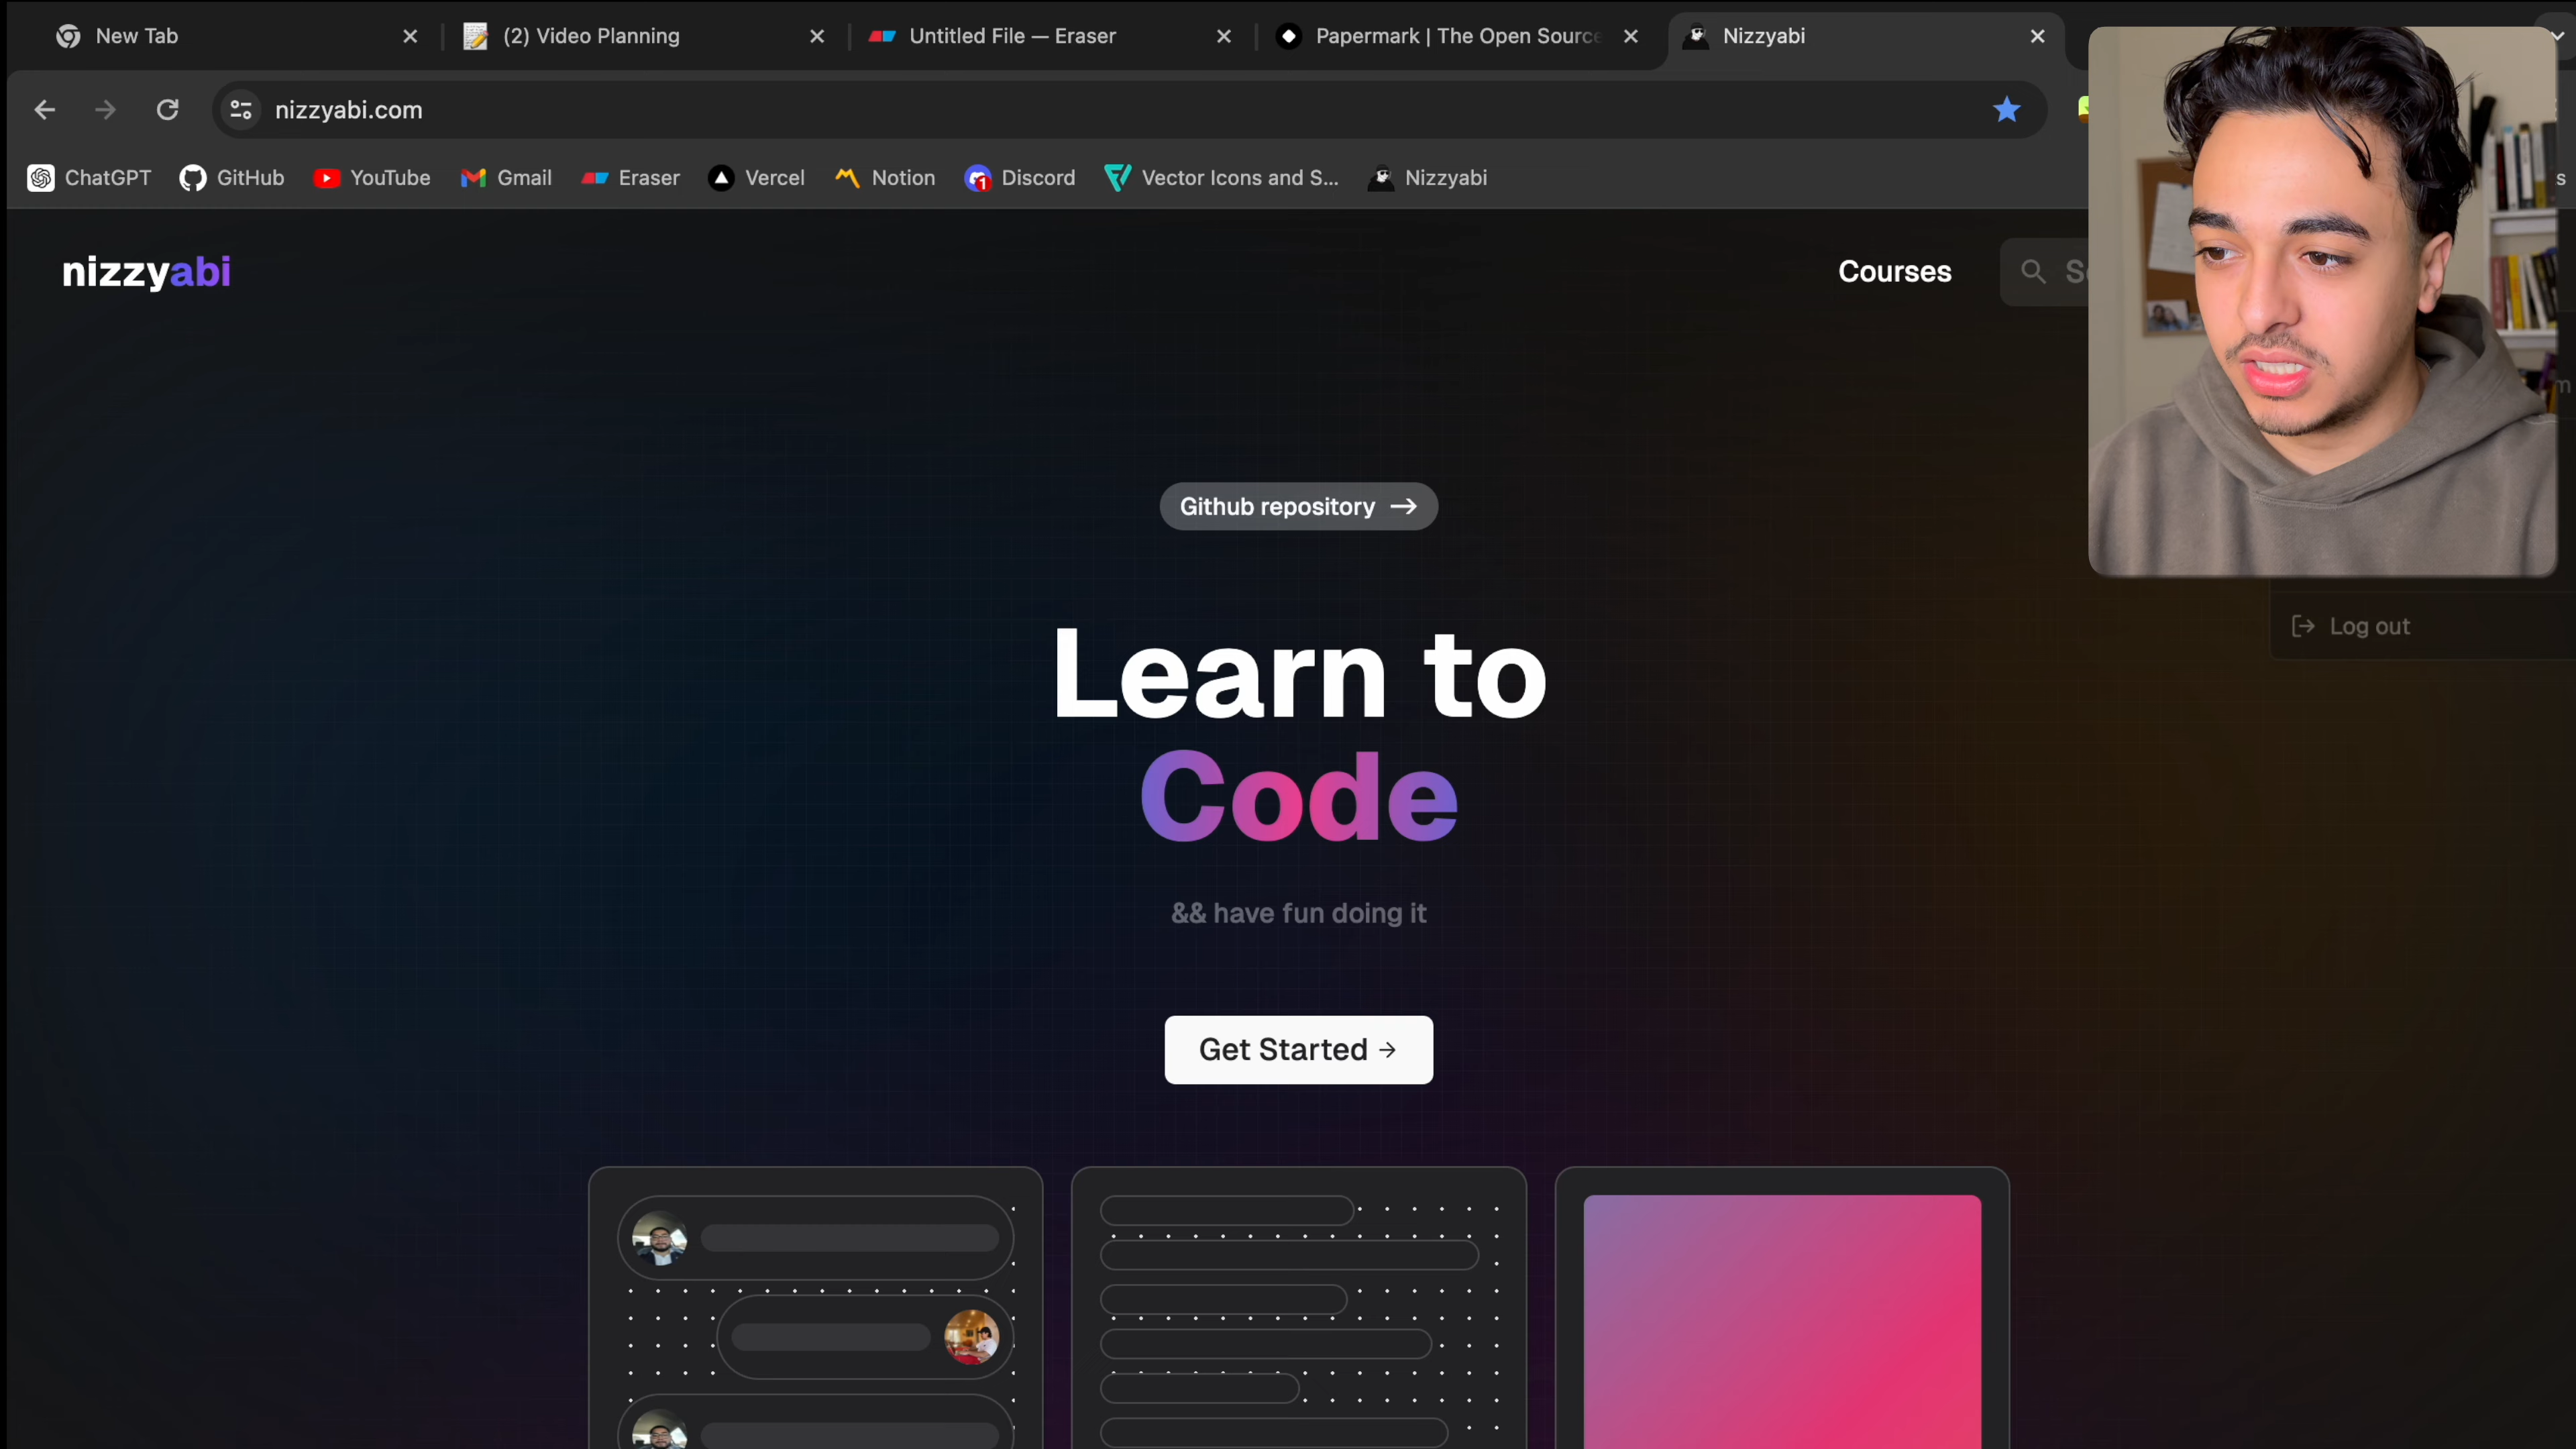 New Tab
(2) Video Planning
Untitled File — Eraser
Papermark | The Open Source
Nizzyabi
nizzyabi.com
ChatGPT
GitHub
YouTube
Gmail
Eraser
Vercel
Notion
1
Discord
Vector Icons and S...
Nizzyabi
s
nizzyabi
Courses
m
Github repository →
Learn to
Code
&& have fun doing it
Get Started →
Log out